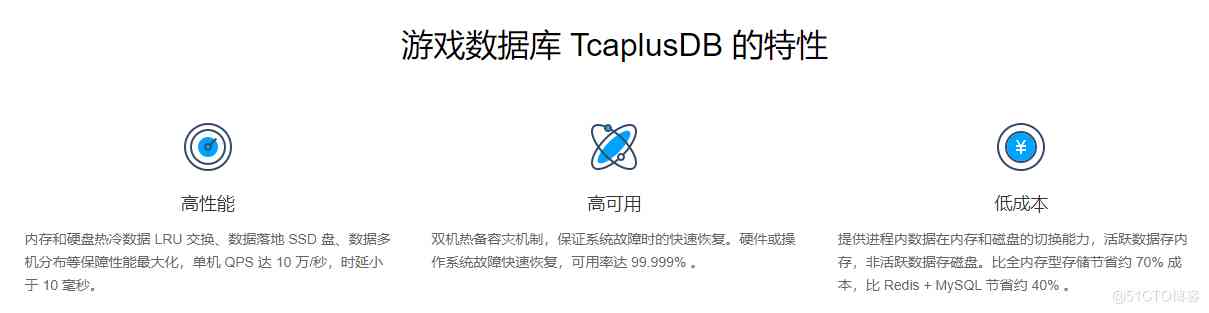 游戏数据库 TcaplusDB 的特性
高性能
内存和硬盘热冷数据 LRU 交换、数据落地 SSD 盘、数据多
机分布等保障性能最大化，单机 QPS 达 10 万/秒，时延小
于 10 毫秒。
高可用
双机热备容灾机制，保证系统故障时的快速恢复。硬件或操
作系统故障快速恢复，可用率达 99.999% 。
低成本
提供进程内数据在内存和磁盘的切换能力，活跃数据存内
存，非活跃数据存磁盘。比全内存型存储节省约 70% 成
本，比 Redis + MySQL 节省约 40% 。
@51CTO博客